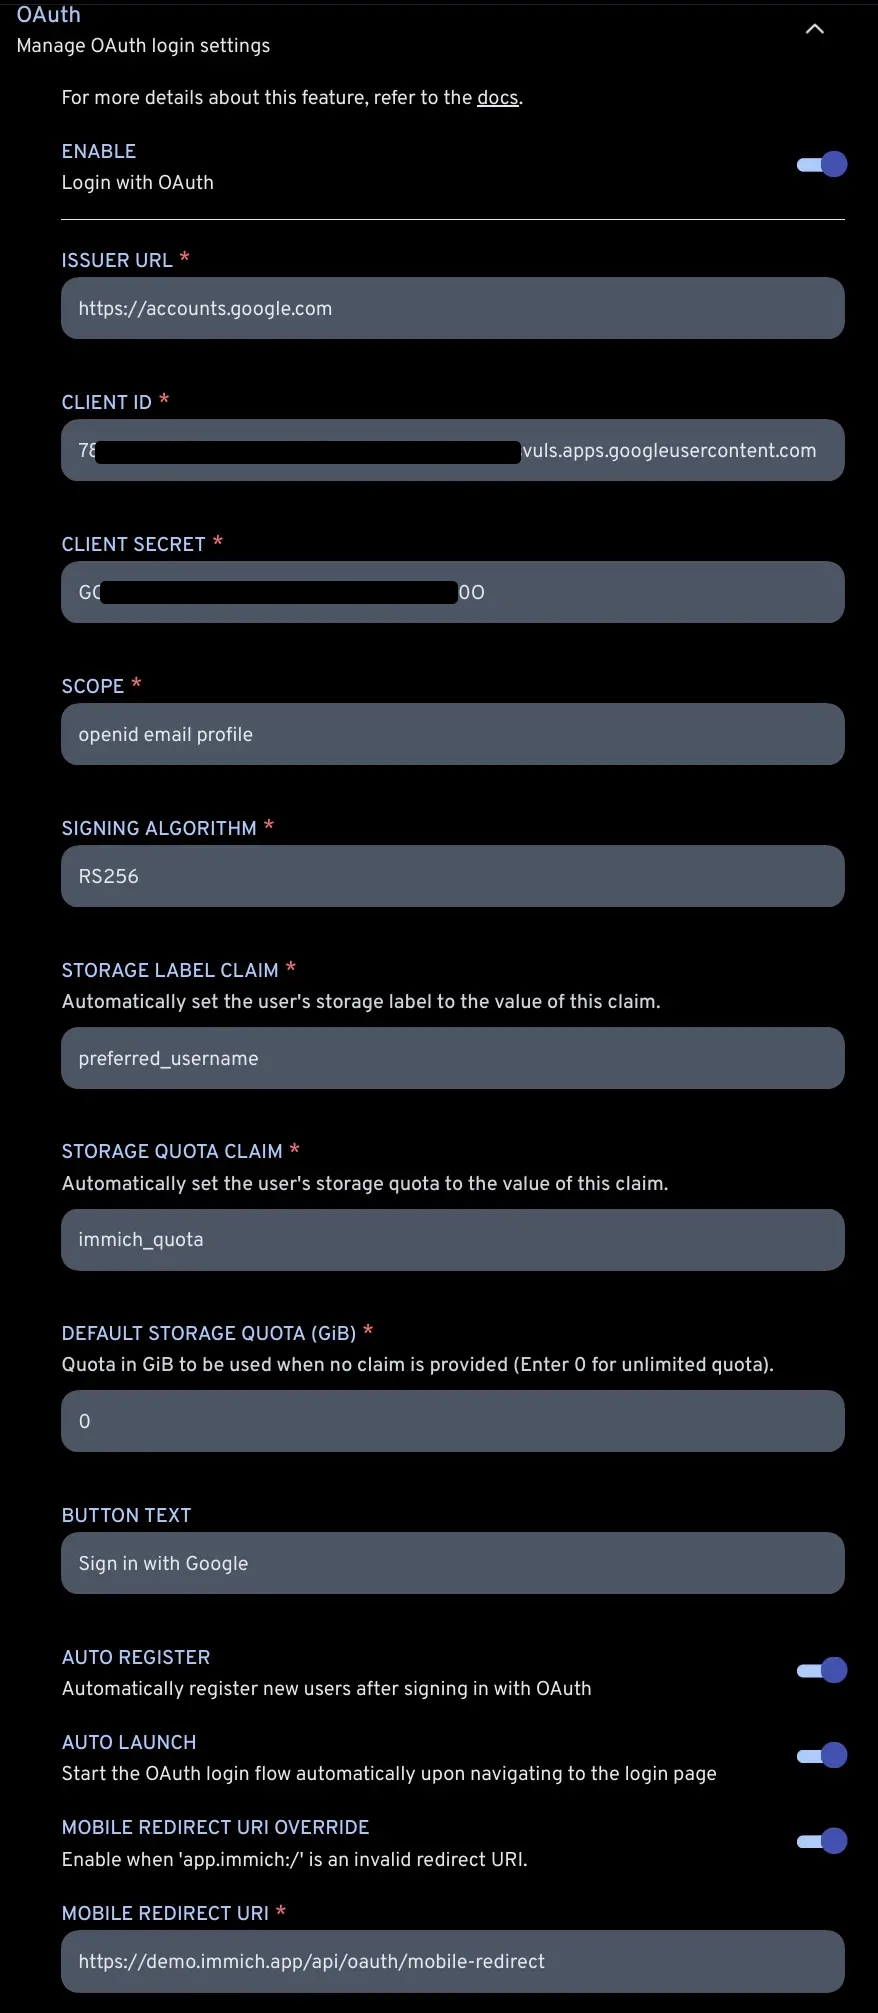 OAuth
Manage OAuth login settings
For more details about this feature, refer to the docs.
ENABLE
Login with OAuth
ISSUER URL *
https://accounts.google.com
CLIENT ID *
78 vuls.apps.googleusercontent.com
CLIENT SECRET *
GO 0O
SCOPE *
openid email profile
SIGNING ALGORITHM *
RS256
STORAGE LABEL CLAIM *
Automatically set the user's storage label to the value of this claim.
preferred_username
STORAGE QUOTA CLAIM *
Automatically set the user's storage quota to the value of this claim.
immich_quota
DEFAULT STORAGE QUOTA (GiB) *
Quota in GiB to be used when no claim is provided (Enter 0 for unlimited quota).
0
BUTTON TEXT
Sign in with Google
AUTO REGISTER
Automatically register new users after signing in with OAuth
AUTO LAUNCH
Start the OAuth login flow automatically upon navigating to the login page
MOBILE REDIRECT URI OVERRIDE
Enable when 'app.immich:/' is an invalid redirect URI.
MOBILE REDIRECT URI *
https://demo.immich.app/api/oauth/mobile-redirect